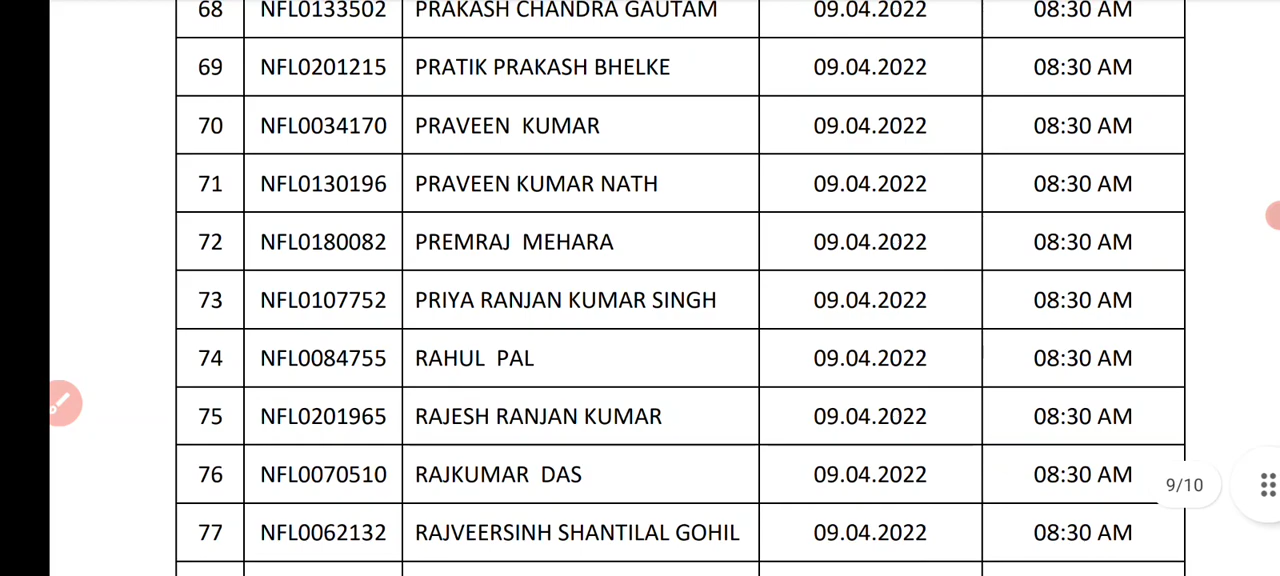 68 NFL0133502 PRAKASH CHANDRA GAUTAM 09.04.2022 08:30 AM
69 NFL0201215 PRATIK PRAKASH BHELKE 09.04.2022 08:30 AM
70 NFL0034170 PRAVEEN KUMAR 09.04.2022 08:30 AM
71 NFL0130196 PRAVEEN KUMAR NATH 09.04.2022 08:30 AM
72 NFL0180082 PREMRAJ MEHARA 09.04.2022 08:30 AM
73 NFL0107752 PRIYA RANJAN KUMAR SINGH 09.04.2022 08:30 AM
74 NFL0084755 RAHUL PAL 09.04.2022 08:30 AM
75 NFL0201965 RAJESH RANJAN KUMAR 09.04.2022 08:30 AM
76 NFL0070510 RAJKUMAR DAS 09.04.2022 08:30 AM
9/10
77 NFL0062132 RAJVEERSINH SHANTILAL GOHIL 09.04.2022 08:30 AM